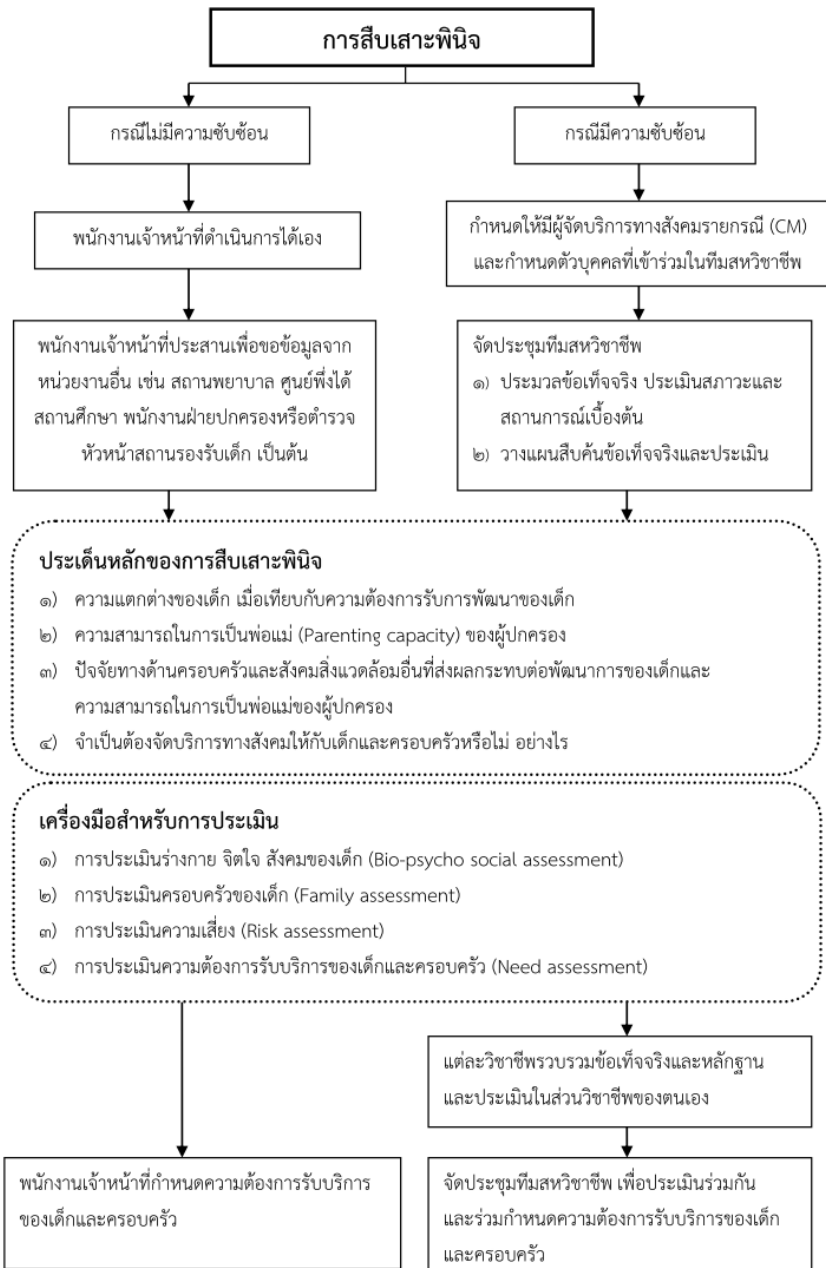 การสืบเสาะพินิจ
กรณีไม่มีความซับซ้อน
กรณีมีความซับซ้อน
พนักงานเจ้าหน้าที่ดำเนินการได้เอง
กำหนดให้มีผู้จัดบริการทางสังคมรายกรณี (CM)
และกำหนดตัวบุคคลที่เข้าร่วมในทีมสหวิชาชีพ
พนักงานเจ้าหน้าที่ประสานเพื่อขอข้อมูลจาก
หน่วยงานอื่น เช่น สถานพยาบาล ศูนย์พึ่งได้
สถานศึกษา พนักงานฝ่ายปกครองหรือตำรวจ
หัวหน้าสถานรองรับเด็ก เป็นต้น
จัดประชุมทีมสหวิชาชีพ
๑) ประมวลข้อเท็จจริง ประเมินสภาวะและ
สถานการณ์เบื้องต้น
๒) วางแผนสืบค้นข้อเท็จจริงและประเมิน
ประเด็นหลักของการสืบเสาะพินิจ
๑) ความแตกต่างของเด็ก เมื่อเทียบกับความต้องการรับการพัฒนาของเด็ก
๒) ความสามารถในการเป็นพ่อแม่ (Parenting capacity) ของผู้ปกครอง
๓) ปัจจัยทางด้านครอบครัวและสังคมสิ่งแวดล้อมอื่นที่ส่งผลกระทบต่อพัฒนาการของเด็กและ
ความสามารถในการเป็นพ่อแม่ของผู้ปกครอง
๔) จำเป็นต้องจัดบริการทางสังคมให้กับเด็กและครอบครัวหรือไม่ อย่างไร
เครื่องมือสำหรับการประเมิน
๑) การประเมินร่างกาย จิตใจ สังคมของเด็ก (Bio-psycho social assessment)
๒) การประเมินครอบครัวของเด็ก (Family assessment)
๓) การประเมินความเสี่ยง (Risk assessment)
๔) การประเมินความต้องการรับบริการของเด็กและครอบครัว (Need assessment)
แต่ละวิชาชีพรวบรวมข้อเท็จจริงและหลักฐาน
และประเมินในส่วนวิชาชีพของตนเอง
พนักงานเจ้าหน้าที่กำหนดความต้องการรับบริการ
ของเด็กและครอบครัว
จัดประชุมทีมสหวิชาชีพ เพื่อประเมินร่วมกัน
และร่วมกำหนดความต้องการรับบริการของเด็ก
และครอบครัว